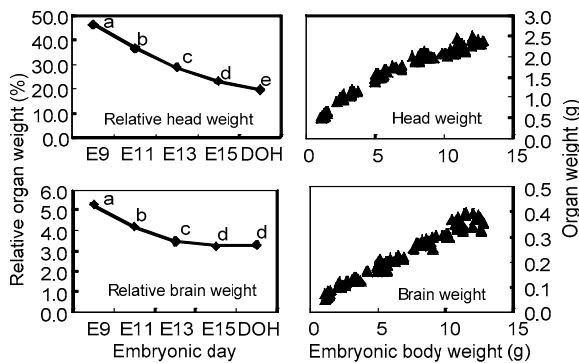 50.0
40.0
30.0
20.0
10.0
0.0
a
b
c
d
e
Relative head weight
E9 E11 E13 E15 DOH
3.0
2.5
2.0
1.5
1.0
0.5
0.0
Head weight
0 5 10 15
Relative organ weight (%)
Organ weight (g)
6.0
5.0
4.0
3.0
2.0
1.0
0.0
a
b
c
d
d
Relative brain weight
E9 E11 E13 E15 DOH
Embryonic day
0.5
0.4
0.3
0.2
0.1
0.0
Brain weight
0 5 10 15
Embryonic body weight (g)